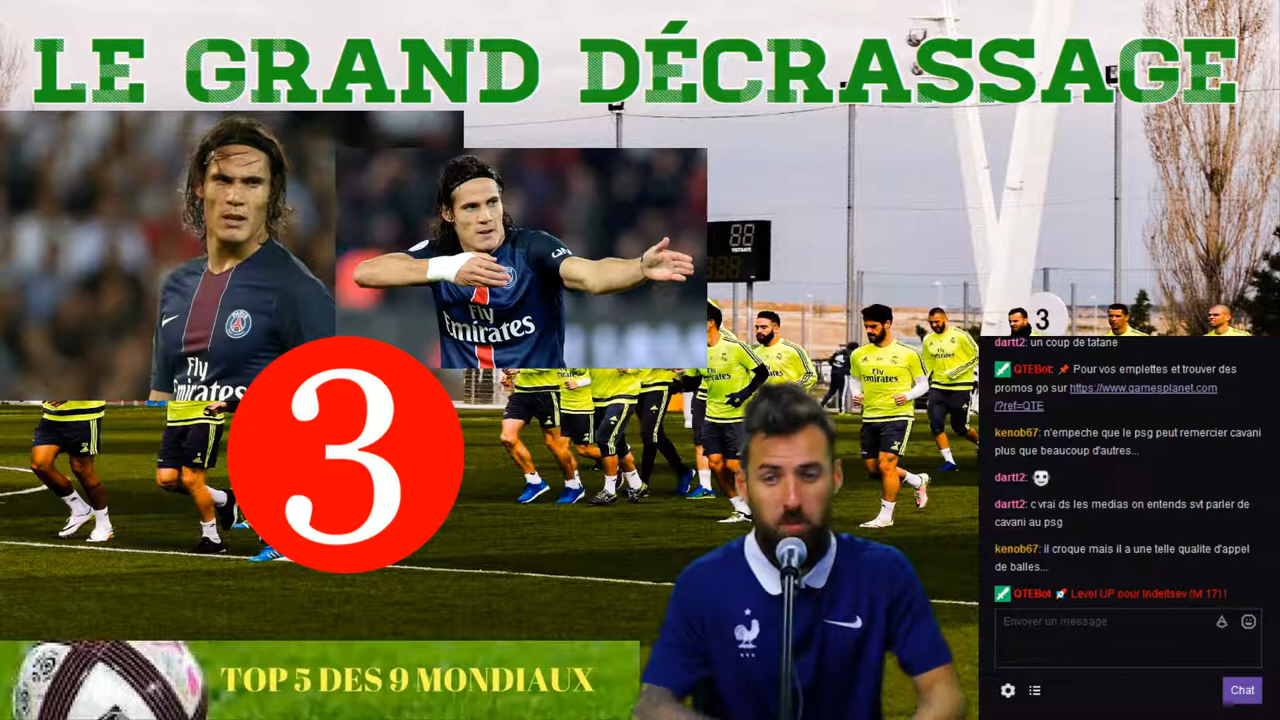 LE GRAND DÉCRASSAGE
PARIS
Fly
Emirates
Fly
Emirates
88
VISITANTE
3
3
TOP 5 DES 9 MONDIAUX
dartt2: un coup de tatane
QTEBot: 📌 Pour vos emplettes et trouver des
promos go sur https://www.gamesplanet.com
/?ref=QTE
kenob67: n'empeche que le psg peut remercier cavani
plus que beaucoup d'autres...
dartt2:
dartt2: c vrai ds les medias on entends svt parler de
cavani au psg
kenob67: il croque mais il a une telle qualite d'appel
de balles...
QTEBot 🚀 Level UP pour Indeitsev (M 17) !
Envoyer un message
Chat